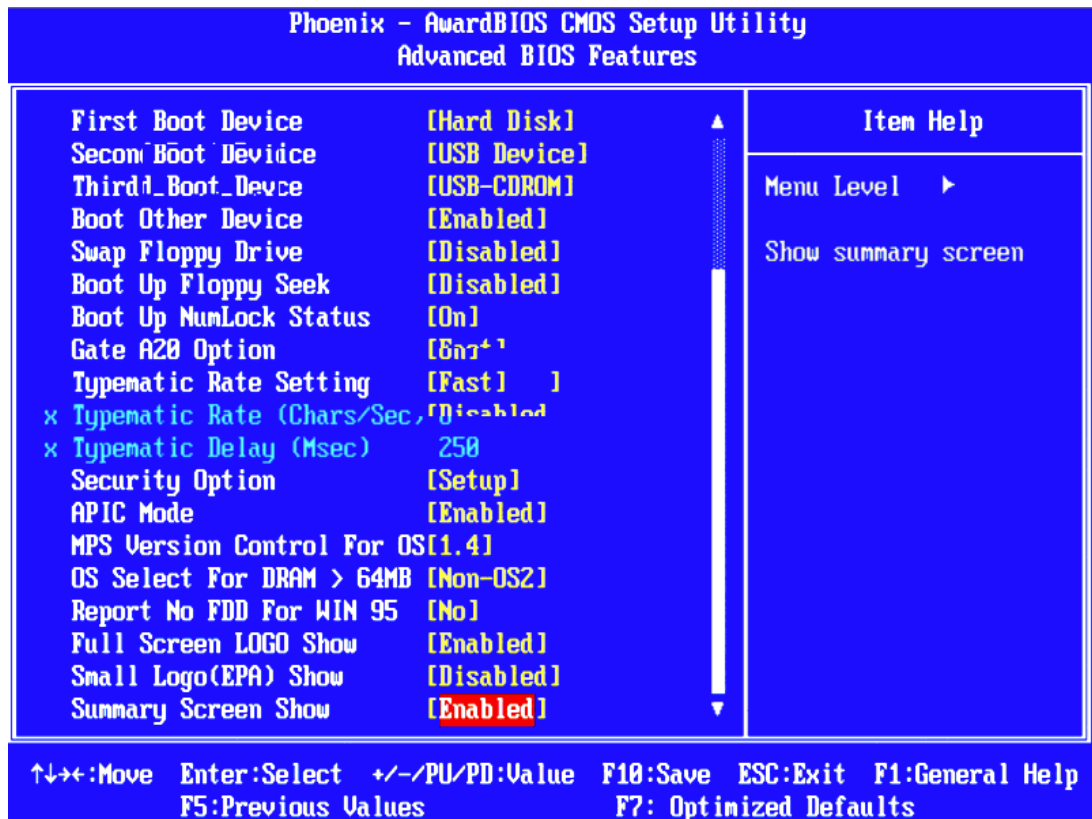 Phoenix - AwardBIOS CMOS Setup Utility
Advanced BIOS Features
First Boot Device [Hard Disk]
Boot [USB Device]
Boot [USB-CDROM]
Boot Other Device [Enabled]
Swap Floppy Drive [Disabled]
Boot Up Floppy Seek [Disabled]
Boot Up NumLock Status [On]
Gate A20 Option
Typematic Rate Setting [Fast] ]
x Typematic Rate (Chars/Sec, [Disabled
x Typematic Delay (Msec) 250
Security Option [Setup]
APIC Mode [Enabled]
MPS Version Control For OS[1.4]
OS Select For DRAM > 64MB [Non-OS2]
Report No FDD For WIN 95 [No]
Full Screen LOGO Show [Enabled]
Small Logo(EPA) Show [Disabled]
Summary Screen Show [Enabled]
Item Help
Menu Level ►
Show summary screen
↑↓→←:Move Enter:Select +/-/PU/PD:Value F10:Save ESC:Exit F1:General Help
F5:Previous Values F7: Optimized Defaults